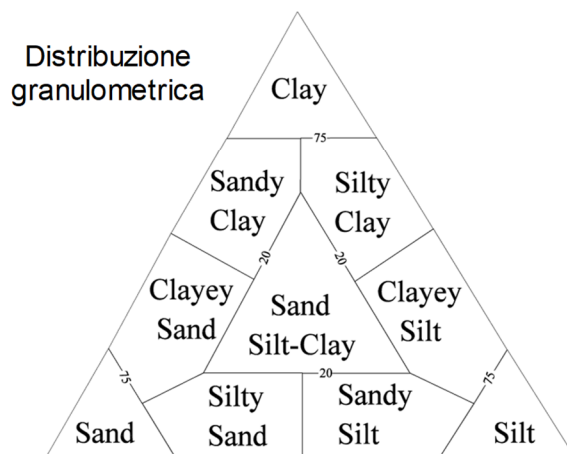 Distribuzione
granulometrica
Clay
75
Sandy
Clay
Silty
Clay
20
20
Clayey
Sand
Sand
Silt-Clay
Clayey
Silt
75
20
75
Silty
Sand
Sandy
Silt
Sand
Silt